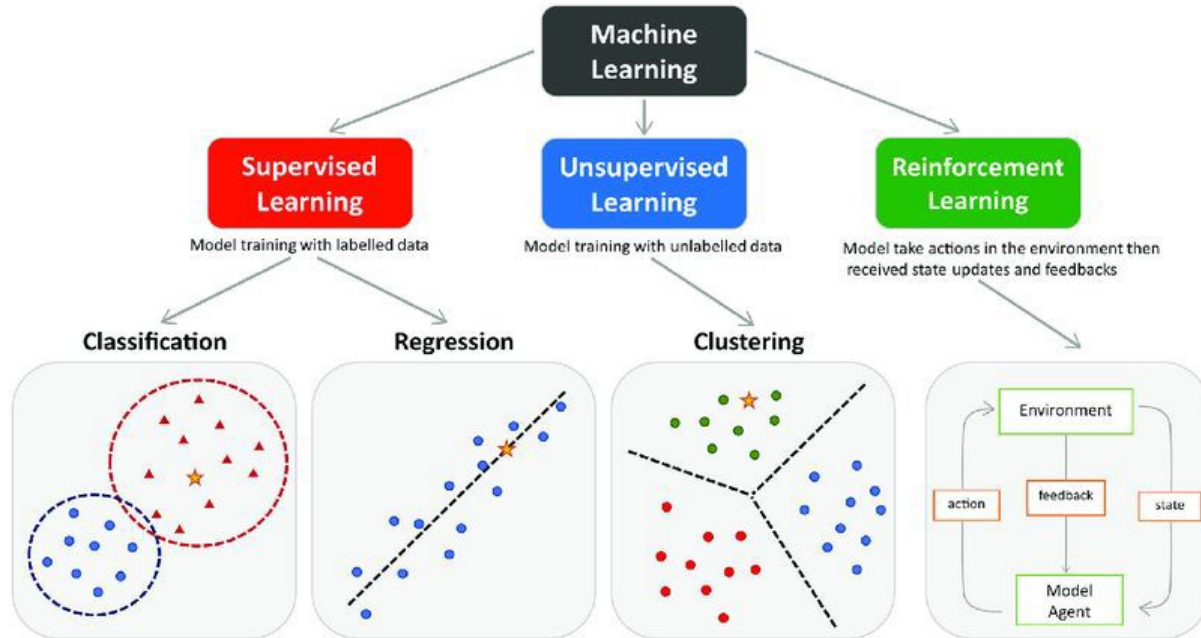 Machine
Learning
Supervised
Learning
Unsupervised
Learning
Reinforcement
Learning
Model training with labelled data
Model training with unlabelled data
Model take actions in the environment then
received state updates and feedbacks
Classification
Regression
Clustering
Environment
action
feedback
state
Model
Agent